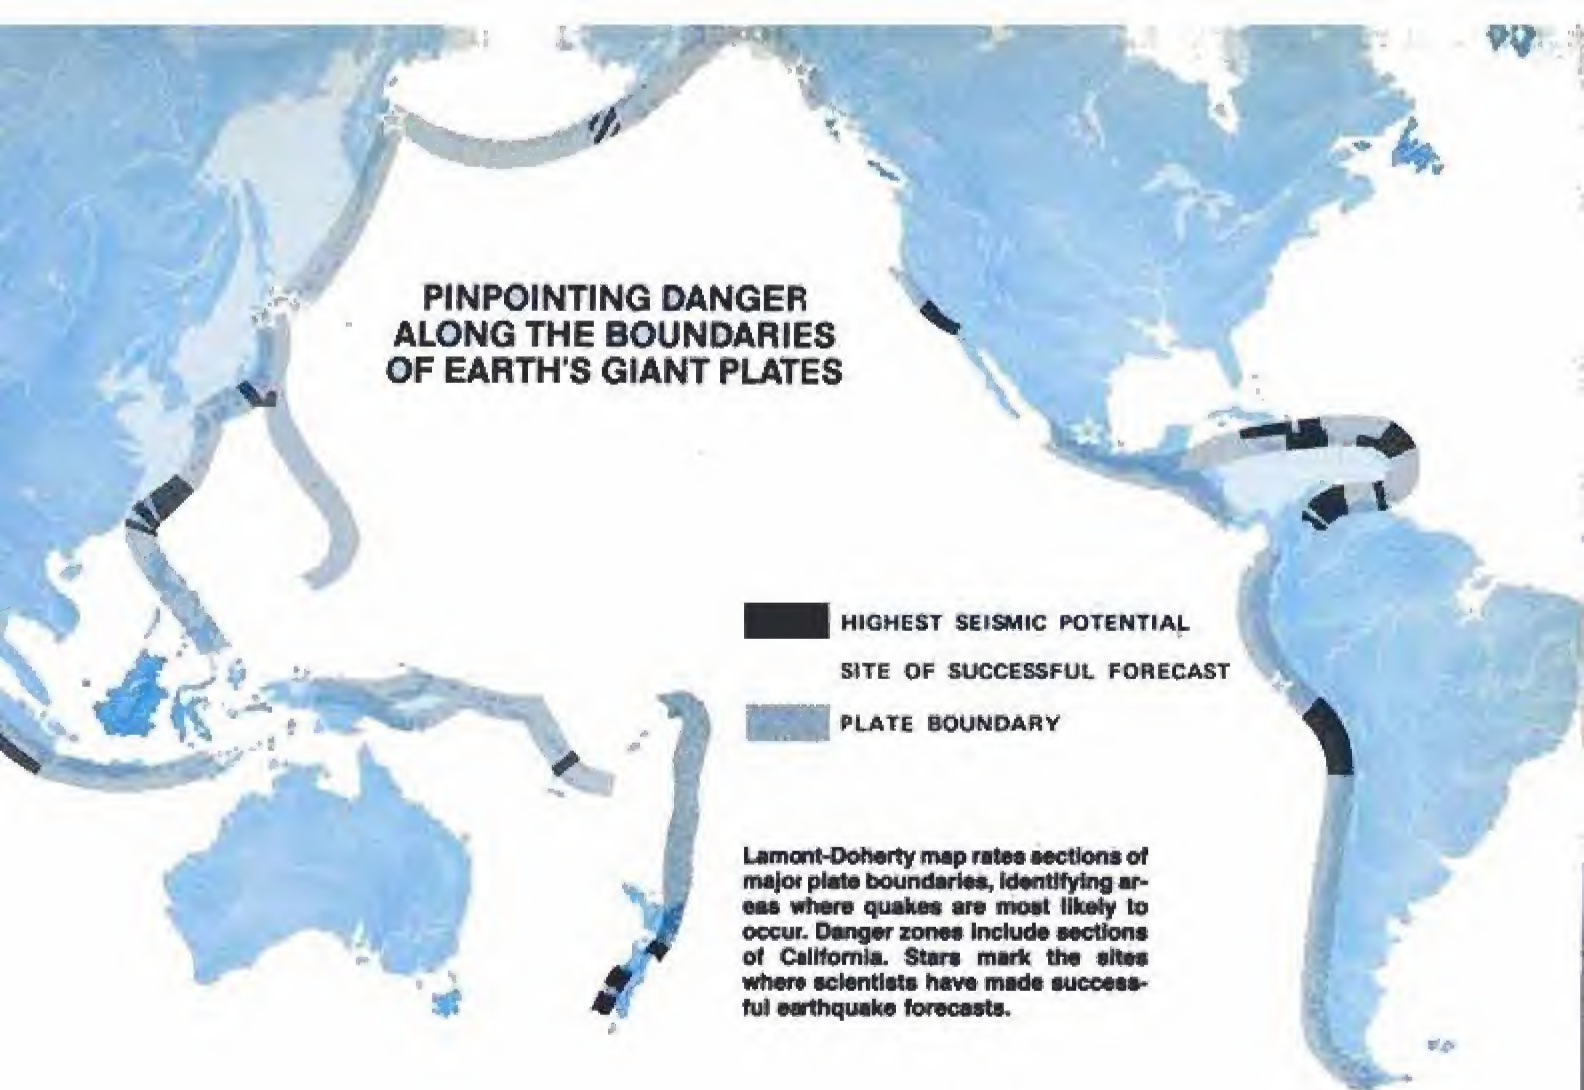 PINPOINTING DANGER
ALONG THE BOUNDARIES
OF EARTH'S GIANT PLATES
HIGHEST SEISMIC POTENTIAL
SITE OF SUCCESSFUL FORECAST
PLATE BOUNDARY
Lamont-Doherty map rates sections of
major plate boundaries, identifying ar-
eas where quakes are most likely to
occur. Danger zones include sections
of California. Stars mark the sites
where scientists have made success-
ful earthquake forecasts.